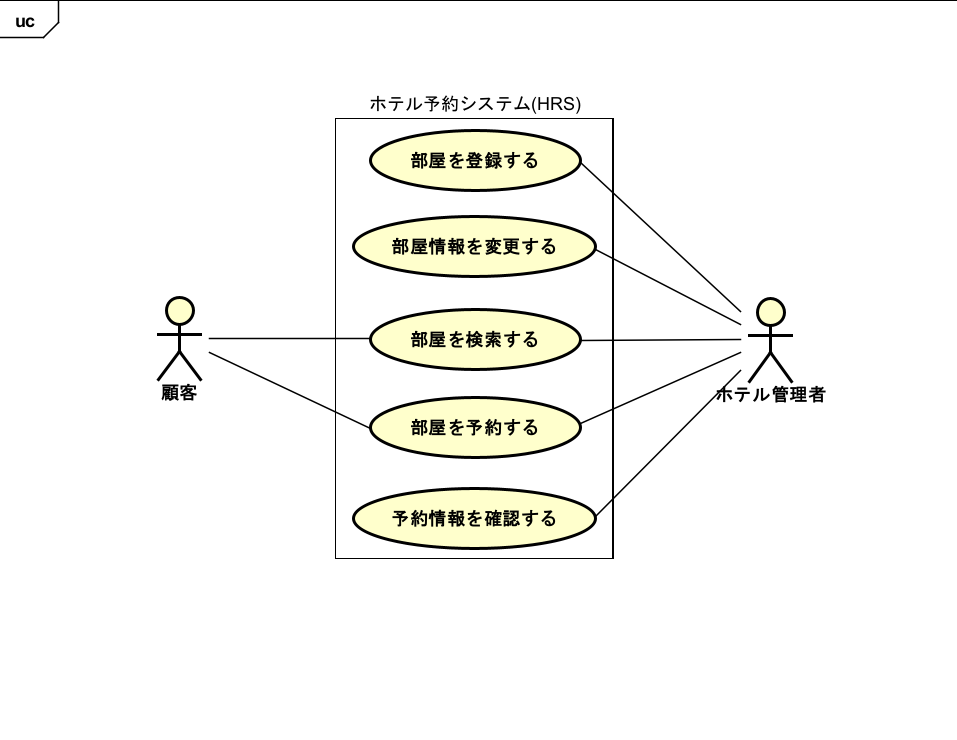 uc
ホテル予約システム(HRS)
部屋を登録する
部屋情報を変更する
部屋を検索する
顧客
ホテル管理者
部屋を予約する
予約情報を確認する